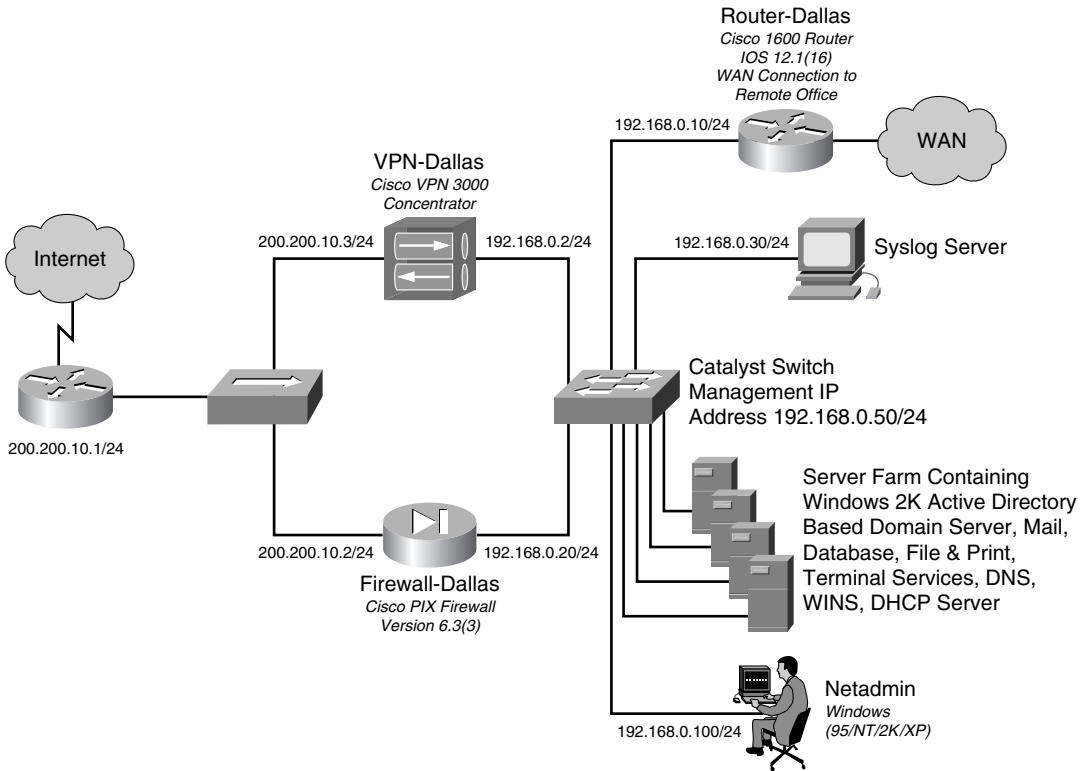 Router-Dallas
Cisco 1600 Router
IOS 12.1(16)
WAN Connection to
Remote Office
192.168.0.10/24
WAN
VPN-Dallas
Cisco VPN 3000
Concentrator
200.200.10.3/24
192.168.0.2/24
192.168.0.30/24
Syslog Server
Internet
Catalyst Switch
Management IP
Address 192.168.0.50/24
200.200.10.1/24
Server Farm Containing
Windows 2K Active Directory
Based Domain Server, Mail,
Database, File & Print,
Terminal Services, DNS,
WINS, DHCP Server
200.200.10.2/24
192.168.0.20/24
Firewall-Dallas
Cisco PIX Firewall
Version 6.3(3)
Netadmin
Windows
(95/NT/2K/XP)
192.168.0.100/24